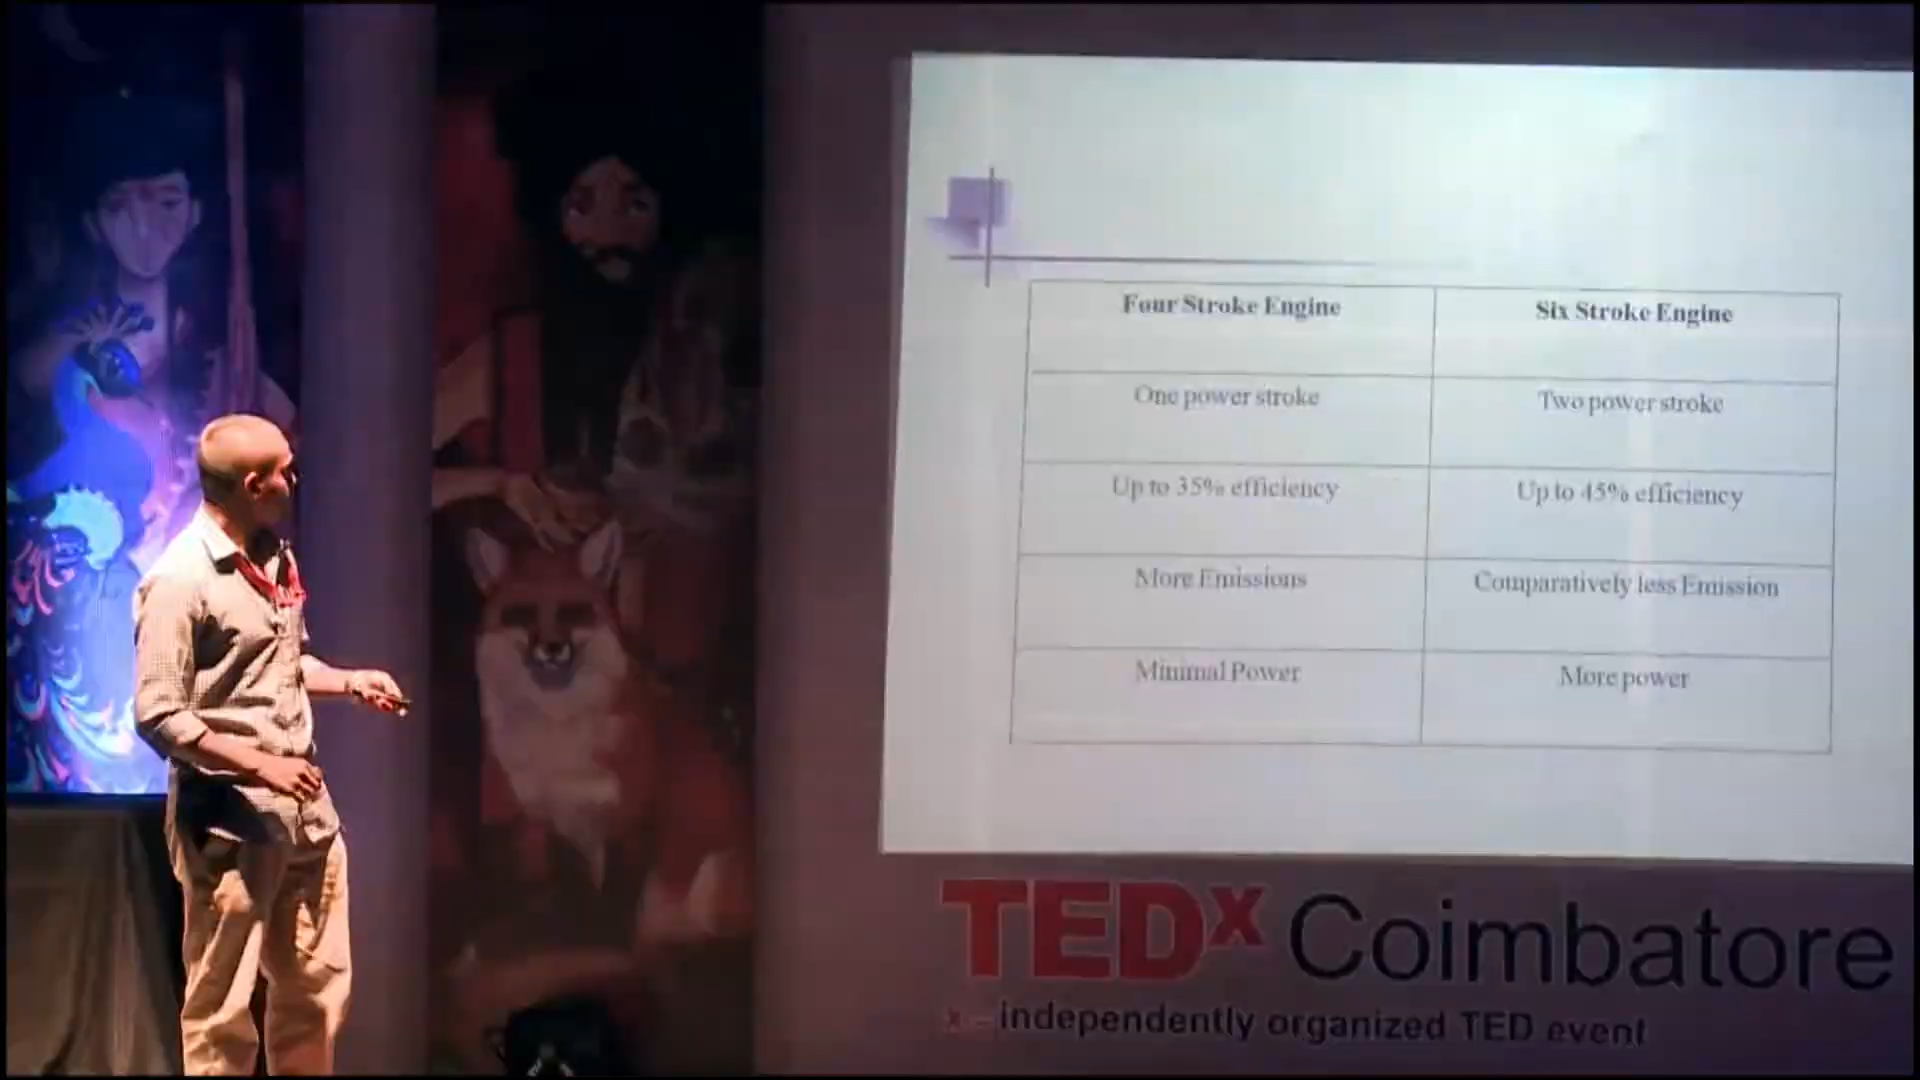 Four Stroke Engine
Six Stroke Engine
One power stroke
Two power stroke
Up to 35% efficiency
Up to 45% efficiency
More Emissions
Comparatively less Emission
Minimal Power
More power
TEDx Coimbatore
x = independently organized TED event